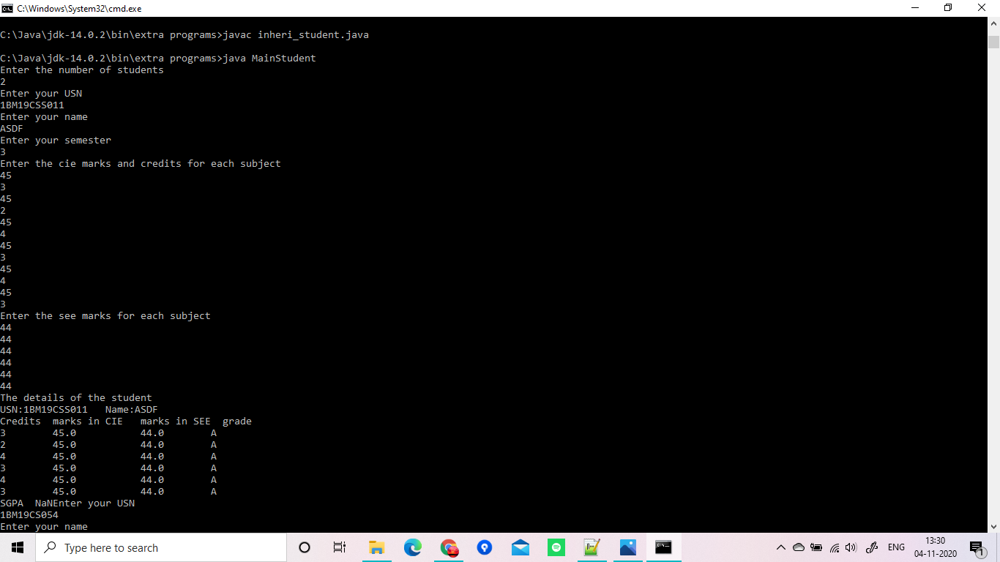 C:\Windows\System32\cmd.exe
C:\Java\jdk-14.0.2\bin\extra programs>javac inheri_student.java
C:\Java\jdk-14.0.2\bin\extra programs>java MainStudent
Enter the number of students
2
Enter your USN
1BM19CSS011
Enter your name
ASDF
Enter your semester
3
Enter the cie marks and credits for each subject
45
3
45
2
45
4
45
3
45
4
45
3
Enter the see marks for each subject
44
44
44
44
44
44
The details of the student
USN:1BM19CSS011 Name:ASDF
Credits marks in CIE marks in SEE grade
3 45.0 44.0 A
2 45.0 44.0 A
4 45.0 44.0 A
3 45.0 44.0 A
4 45.0 44.0 A
3 45.0 44.0 A
SGPA NaNEnter your USN
1BM19CS054
Enter your name
Type here to search
ENG
13:30
04-11-2020
1